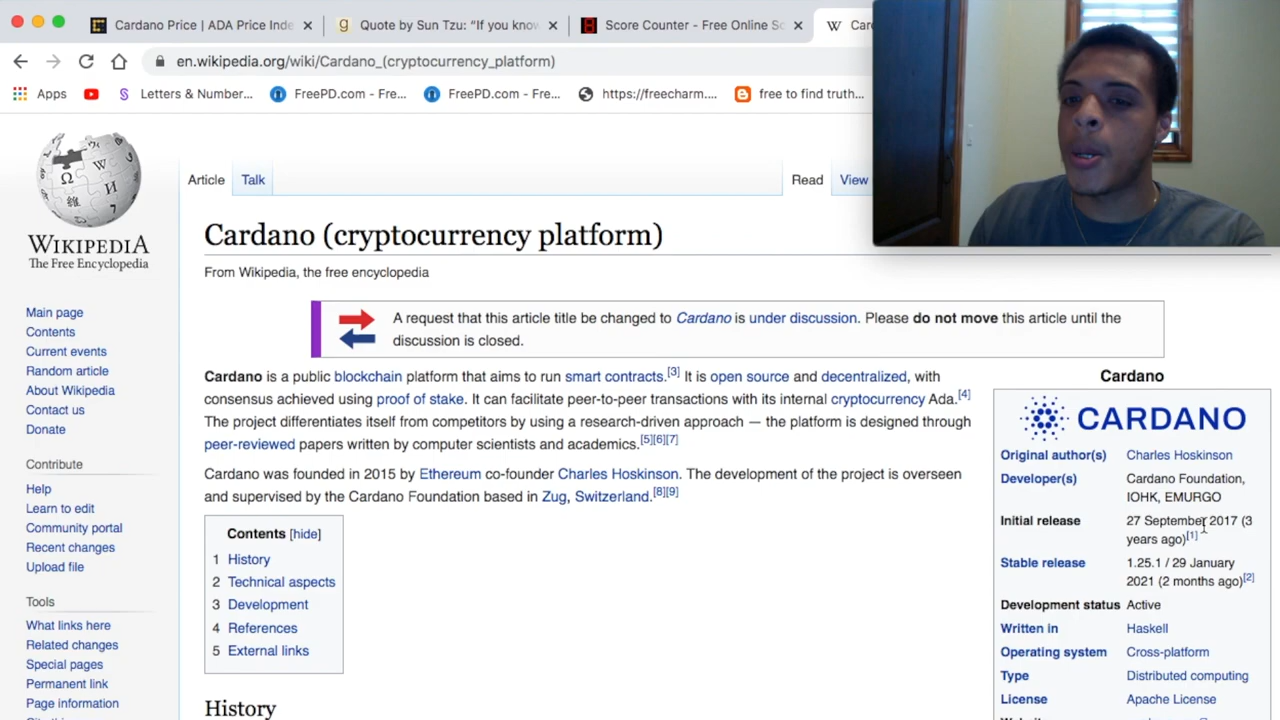 Cardano Price | ADA Price Inde
Quote by Sun Tzu: “If you know
Score Counter - Free Online Sc
W
Car
en.wikipedia.org/wiki/Cardano_(cryptocurrency_platform)
Apps
Letters & Number...
FreePD.com - Fre...
FreePD.com - Fre...
https://freecharm....
free to find truth...
WIKIPEDIA
The Free Encyclopedia
Article
Talk
Read
View
Cardano (cryptocurrency platform)
From Wikipedia, the free encyclopedia
A request that this article title be changed to Cardano is under discussion. Please do not move this article until the
discussion is closed.
Cardano is a public blockchain platform that aims to run smart contracts.[3] It is open source and decentralized, with
consensus achieved using proof of stake. It can facilitate peer-to-peer transactions with its internal cryptocurrency Ada.[4]
The project differentiates itself from competitors by using a research-driven approach — the platform is designed through
peer-reviewed papers written by computer scientists and academics.[5][6][7]
Cardano was founded in 2015 by Ethereum co-founder Charles Hoskinson. The development of the project is overseen
and supervised by the Cardano Foundation based in Zug, Switzerland.[8][9]
Contents [hide]
1 History
2 Technical aspects
3 Development
4 References
5 External links
History
Main page
Contents
Current events
Random article
About Wikipedia
Contact us
Donate
Contribute
Help
Learn to edit
Community portal
Recent changes
Upload file
Tools
What links here
Related changes
Special pages
Permanent link
Page information
Cardano
CARDANO
Original author(s) Charles Hoskinson
Developer(s) Cardano Foundation,
IOHK, EMURGO
Initial release 27 September 2017 (3
years ago)[1]
Stable release 1.25.1 / 29 January
2021 (2 months ago)[2]
Development status Active
Written in Haskell
Operating system Cross-platform
Type Distributed computing
License Apache License